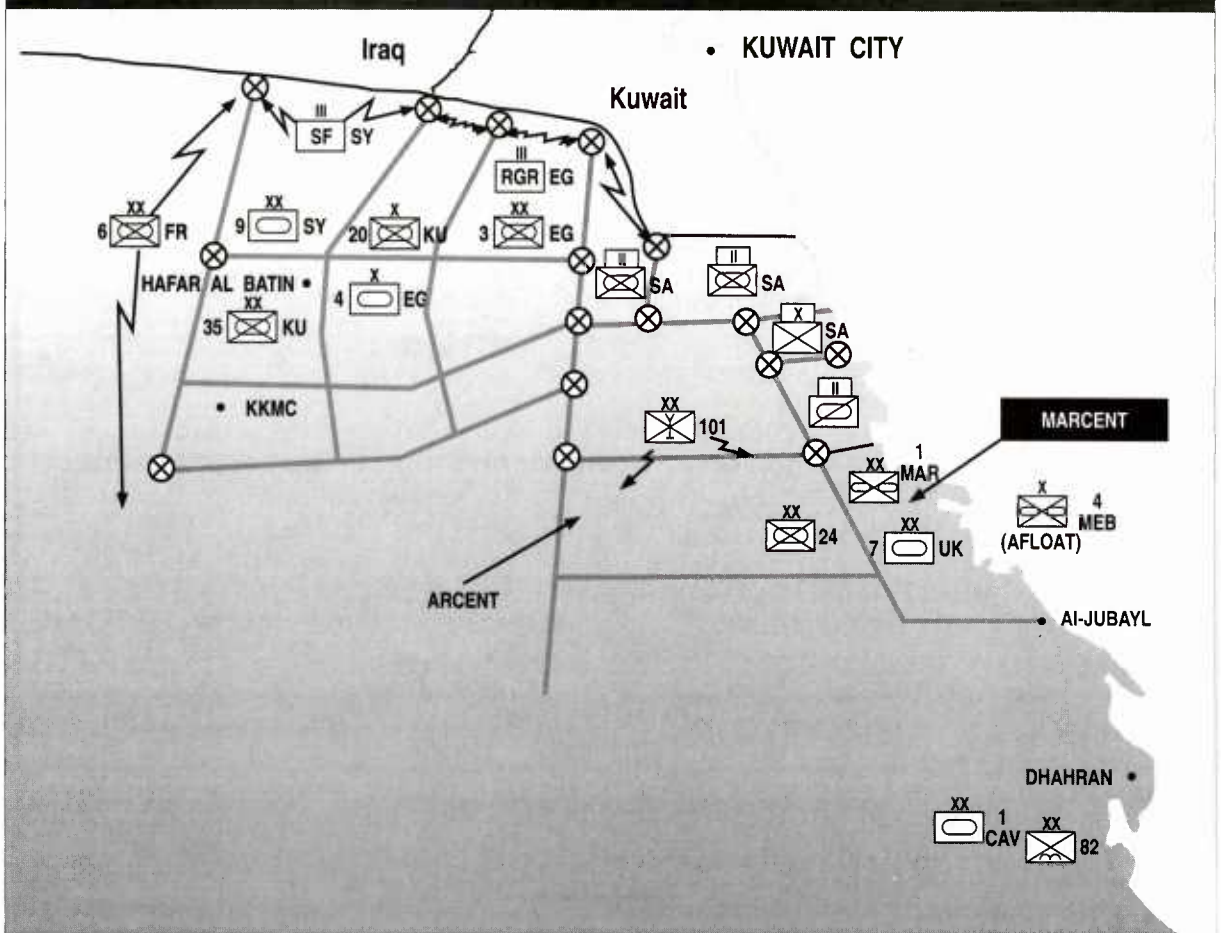 Iraq
• KUWAIT CITY
Kuwait
III
SF SY
III
RGR EG
XX
6 FR
XX
9 SY
X
20 KU
XX
3 EG
HAFAR AL BATIN •
X
4 EG
II
SA
II
SA
XX
35 KU
X
SA
• KKMC
II
XX
101
MARCENT
XX
1
MAR
X
4
MEB
(AFLOAT)
XX
24
XX
7 UK
ARCENT
• Al-JUBAYL
DHAHRAN •
XX
1
CAV
XX
82